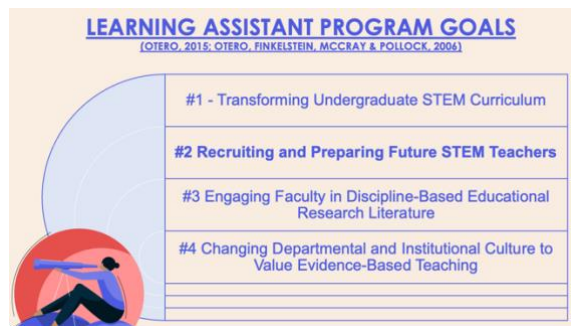 LEARNING ASSISTANT PROGRAM GOALS
(OTERO, 2015; OTERO, FINKELSTEIN, MCCRAY & POLLOCK, 2006)
#1 - Transforming Undergraduate STEM Curriculum
#2 Recruiting and Preparing Future STEM Teachers
#3 Engaging Faculty in Discipline-Based Educational
Research Literature
#4 Changing Departmental and Institutional Culture to
Value Evidence-Based Teaching